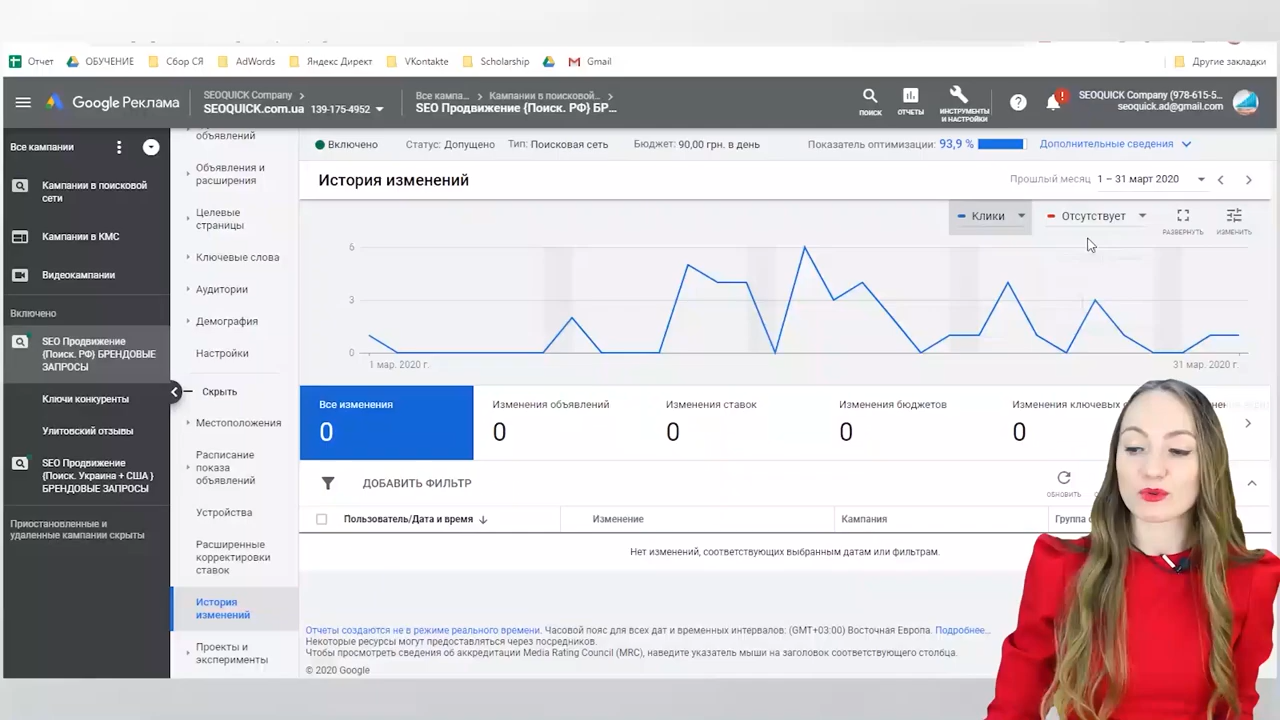 Отчет
ОБУЧЕНИЕ
Сбор СЯ
AdWords
Яндекс Директ
VKontakte
Scholarship
Gmail
Другие закладки
Google Реклама
SEOQUICK Company
SEOQUICK.com.ua 139-175-4952
Все кампа... Кампании в поисковой...
SEO Продвижение {Поиск. РФ} БР...
ПОИСК
ОТЧЕТЫ
ИНСТРУМЕНТЫ
И НАСТРОЙКИ
SEOQUICK Company (978-615-5...
seoquick.ad@gmail.com
Все кампании
Кампании в поисковой
сети
Кампании в КМС
Видеокампании
Включено
SEO Продвижение
{Поиск. РФ} БРЕНДОВЫЕ
ЗАПРОСЫ
Ключи конкуренты
Улитовский отзывы
SEO Продвижение
{Поиск. Украина + США }
БРЕНДОВЫЕ ЗАПРОСЫ
Приостановленные и
удаленные кампании скрыты
объявлений
Объявления и
расширения
Целевые
страницы
Ключевые слова
Аудитории
Демография
Настройки
Скрыть
Местоположения
Расписание
показа
объявлений
Устройства
Расширенные
корректировки
ставок
История
изменений
Проекты и
эксперименты
Включено
Статус: Допущено
Тип: Поисковая сеть
Бюджет: 90,00 грн. в день
Показатель оптимизации: 93,9 %
Дополнительные сведения
История изменений
Прошлый месяц 1 – 31 март 2020
Клики
Отсутствует
РАЗВЕРНУТЬ
ИЗМЕНИТЬ
6
3
0
1 мар. 2020 г.
31 мар. 2020 г.
Все изменения
0
Изменения объявлений
0
Изменения ставок
0
Изменения бюджетов
0
Изменения ключевых
0
ДОБАВИТЬ ФИЛЬТР
ОБНОВИТЬ
Пользователь/Дата и время
Изменение
Кампания
Группа
Нет изменений, соответствующих выбранным датам или фильтрам.
Отчеты создаются не в режиме реального времени. Часовой пояс для всех дат и временных интервалов: (GMT+03:00) Восточная Европа. Подробнее...
Некоторые ресурсы могут предоставляться через посредников.
Чтобы просмотреть сведения об аккредитации Media Rating Council (MRC), наведите указатель мыши на заголовок соответствующего столбца.
© 2020 Google